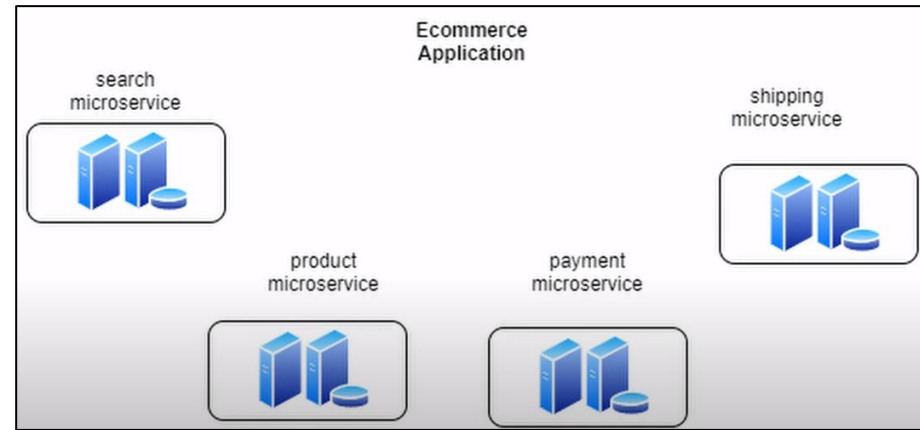 Ecommerce
Application
search
microservice
shipping
microservice
product
microservice
payment
microservice